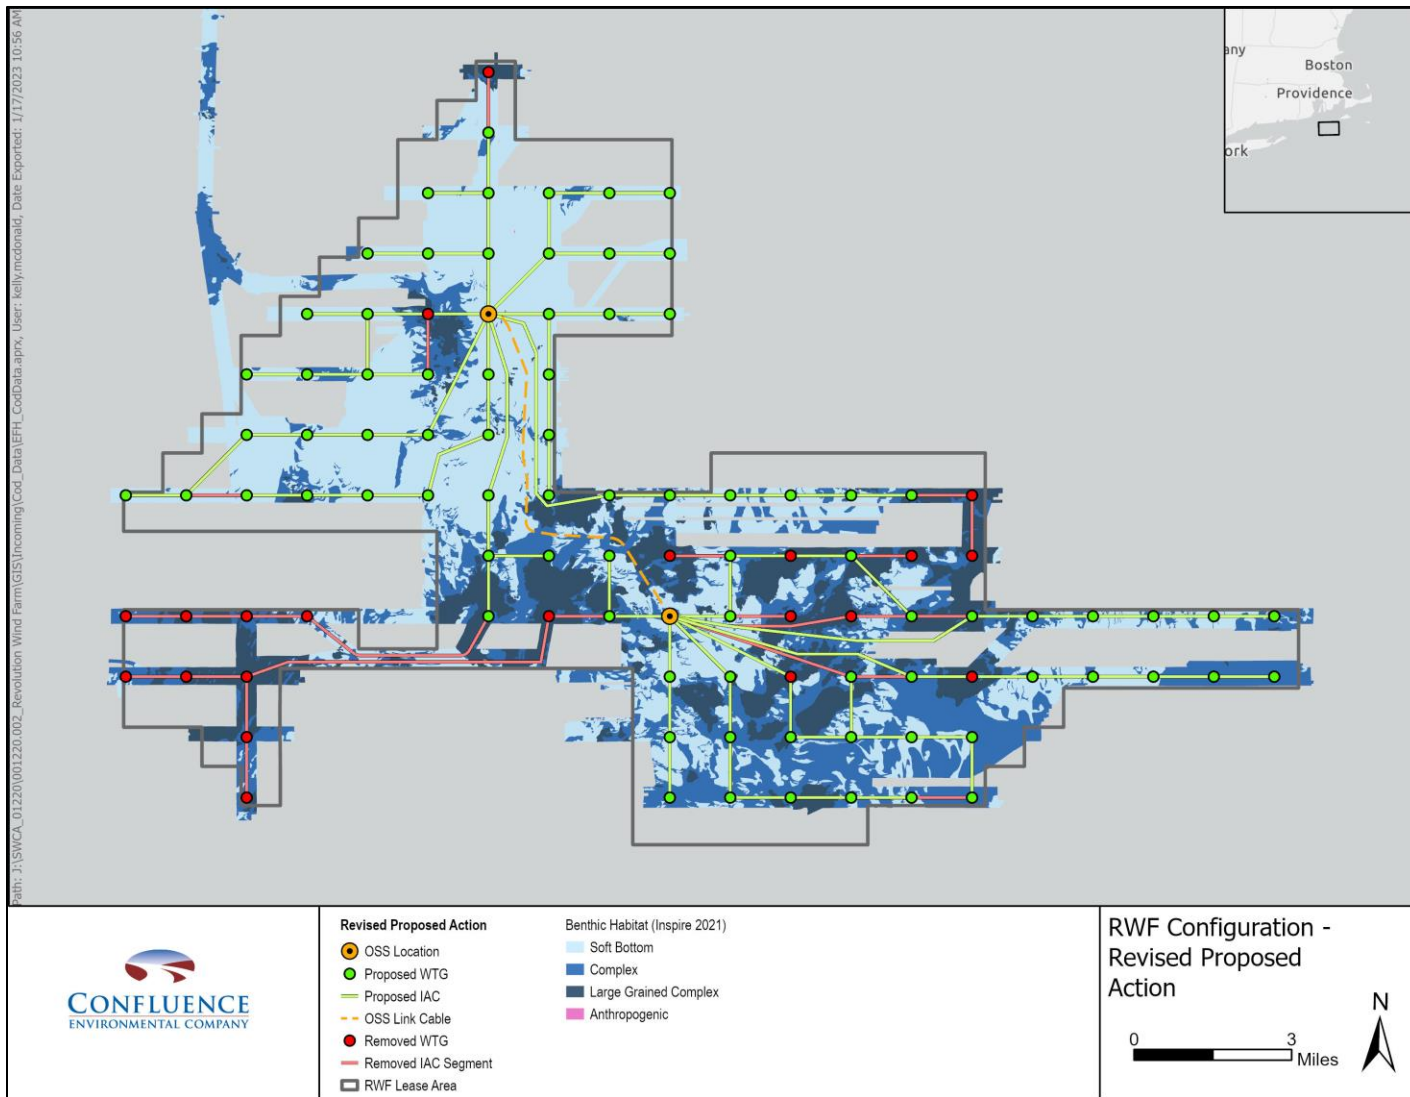 Path: J:\SWCA_01220\001220.002_Revolution Wind Farm\GIS\Incoming\Cod_Data\EFH_CodData.aprx, User: kelly.mcdonald, Date Exported: 1/17/2023 10:56 AM
any
Boston
Providence
ork
CONFLUENCE
ENVIRONMENTAL COMPANY
Revised Proposed Action
OSS Location
Proposed WTG
Proposed IAC
OSS Link Cable
Removed WTG
Removed IAC Segment
RWF Lease Area
Benthic Habitat (Inspire 2021)
Soft Bottom
Complex
Large Grained Complex
Anthropogenic
RWF Configuration -
Revised Proposed
Action
0 3
Miles
N